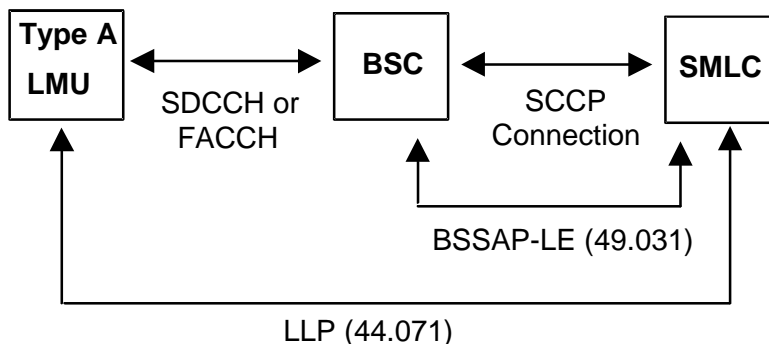 Type A
LMU
BSC
SMLC
SDCCH or
FACCH
SCCP
Connection
BSSAP-LE (49.031)
LLP (44.071)